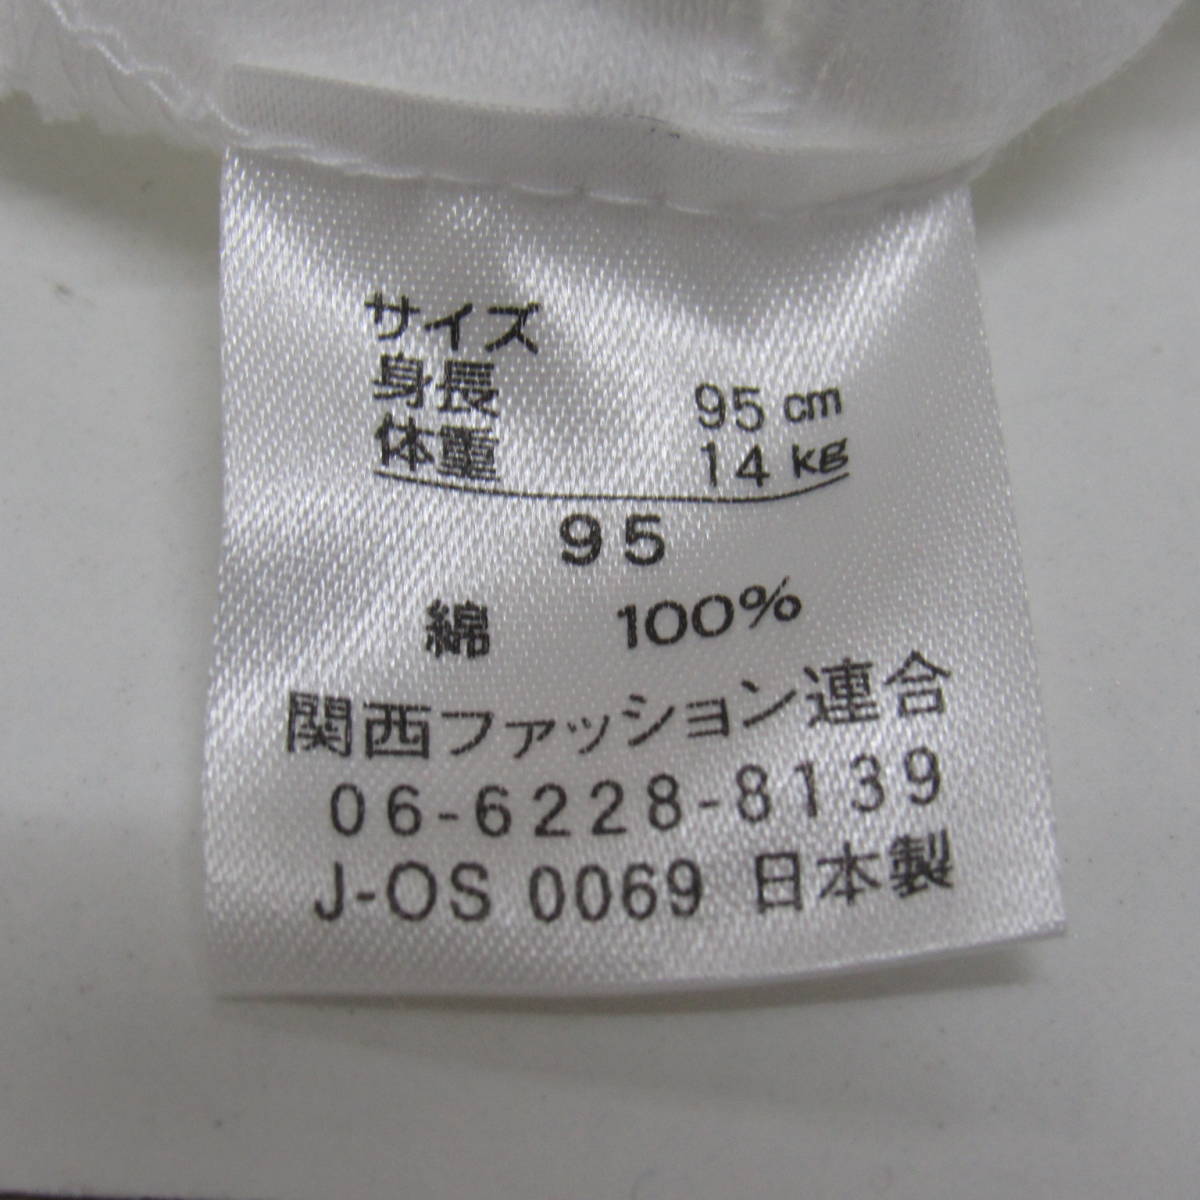 サイズ
身長 95 cm
体重 14 kg
95
綿 100%
関西ファッション連合
06-6228-8139
J-OS 0069 日本製